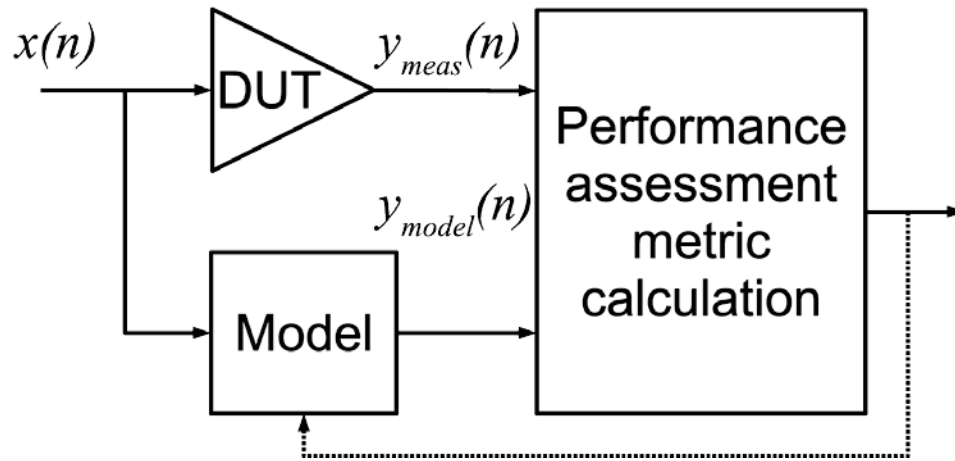 x(n)
DUT
y_meas(n)
Performance
assessment
metric
calculation
y_model(n)
Model